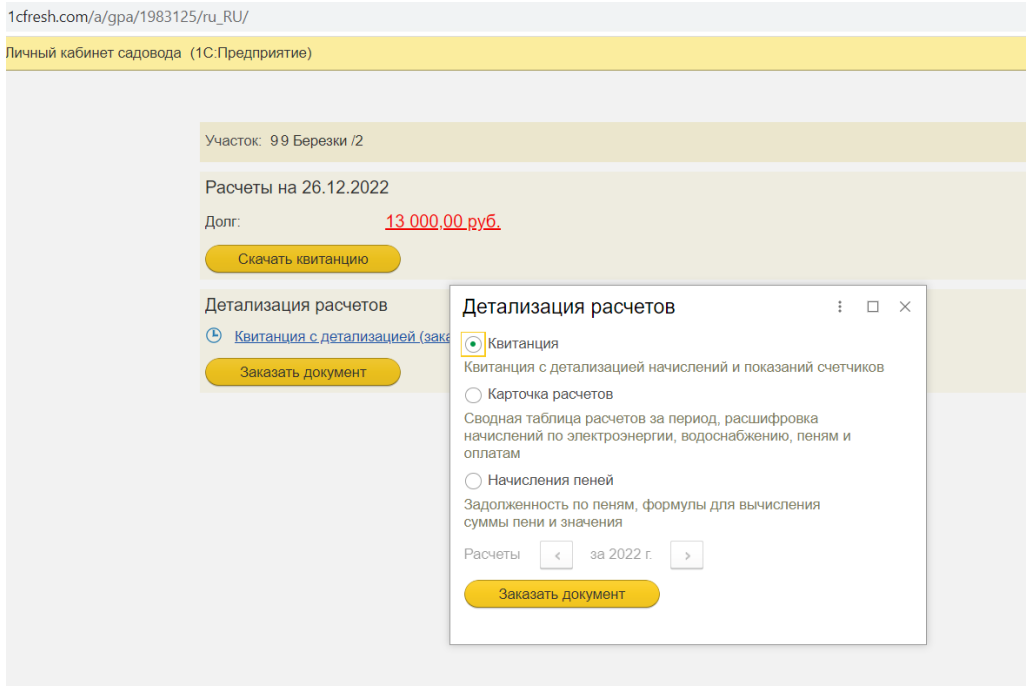 1cfresh.com/a/gpa/1983125/ru_RU/
Личный кабинет садовода (1С:Предприятие)
Участок: 99 Березки /2
Расчеты на 26.12.2022
Долг: 13 000,00 руб.
Скачать квитанцию
Детализация расчетов
Квитанция с детализацией (зака
Заказать документ
Детализация расчетов
Квитанция
Квитанция с детализацией начислений и показаний счетчиков
Карточка расчетов
Сводная таблица расчетов за период, расшифровка
начислений по электроэнергии, водоснабжению, пеням и
оплатам
Начисления пеней
Задолженность по пеням, формулы для вычисления
суммы пени и значения
Расчеты < за 2022 г. >
Заказать документ